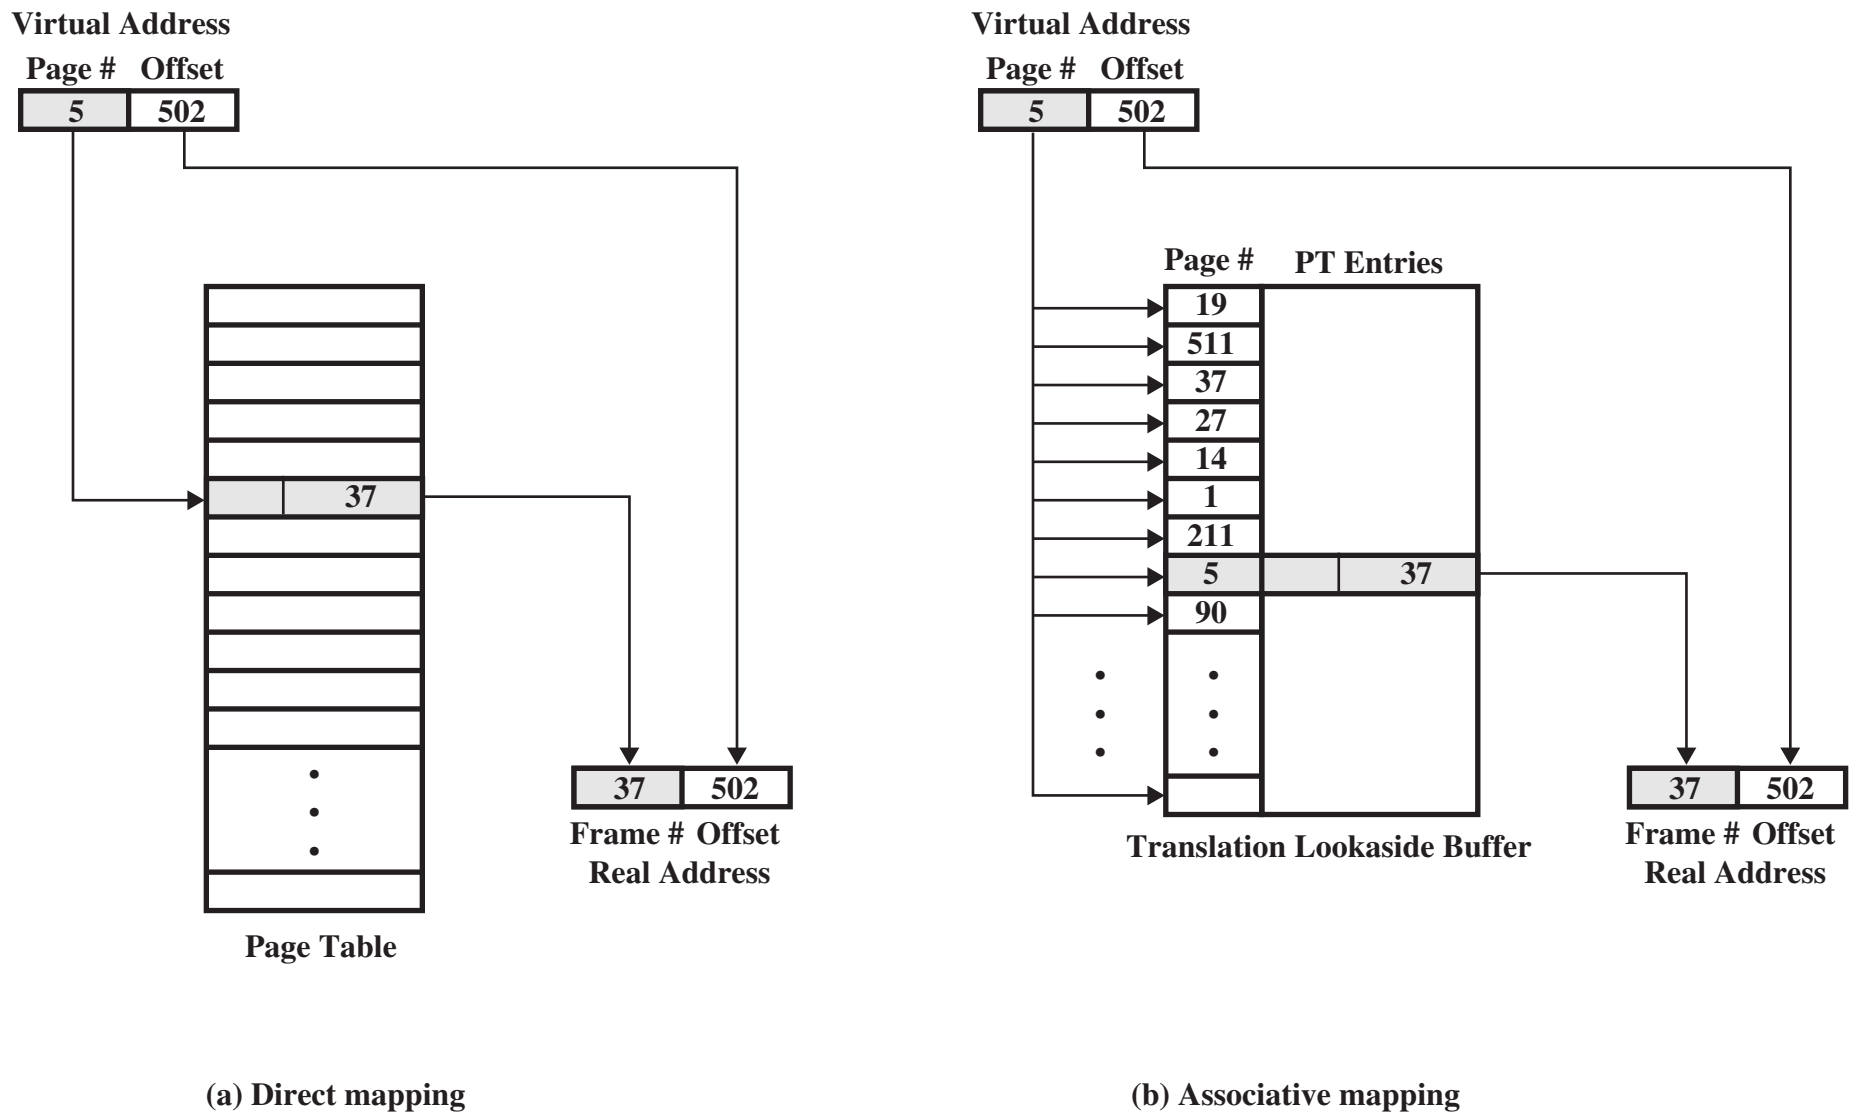 Virtual Address
Page # Offset
5 502
37
37 502
Frame # Offset
Real Address
Page Table
(a) Direct mapping
Virtual Address
Page # Offset
5 502
Page # PT Entries
19
511
37
27
14
1
211
5 37
90
37 502
Frame # Offset
Real Address
Translation Lookaside Buffer
(b) Associative mapping